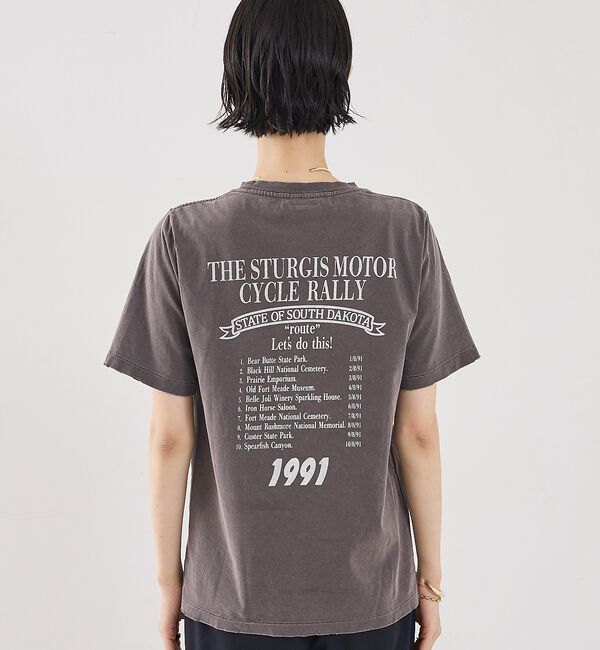 THE STURGIS MOTOR
CYCLE RALLY
STATE OF SOUTH DAKOTA
“route”
Let's do this!
1. Bear Butte State Park. 1/8/91
2. Black Hill National Cemetery. 2/8/91
3. Prairie Emporium. 3/8/91
4. Old Fort Meade Museum. 4/8/91
5. Belle Joli Winery Sparkling House. 5/8/91
6. Iron Horse Saloon. 6/8/91
7. Fort Meade National Cemetery. 7/8/91
8. Mount Rushmore National Memorial. 8/8/91
9. Custer State Park. 9/8/91
10. Spearfish Canyon. 10/8/91
1991